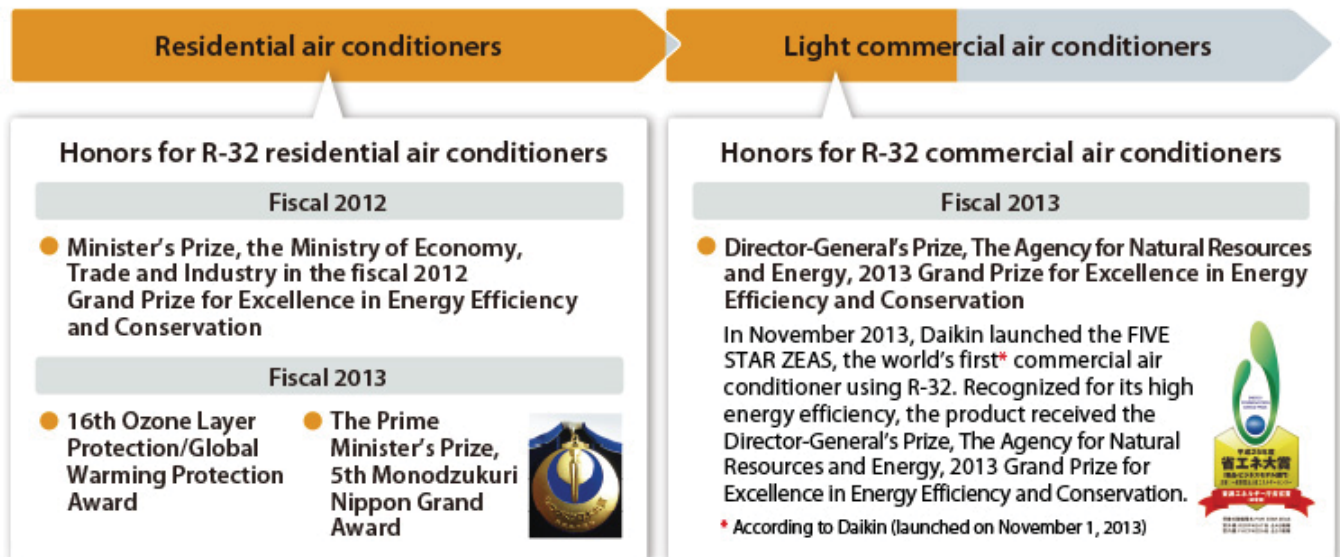 Residential air conditioners
Light commercial air conditioners
Honors for R-32 residential air conditioners
Fiscal 2012
Minister's Prize, the Ministry of Economy,
Trade and Industry in the fiscal 2012
Grand Prize for Excellence in Energy Efficiency
and Conservation
Fiscal 2013
16th Ozone Layer
Protection/Global
Warming Protection
Award
The Prime
Minister's Prize,
5th Monodzukuri
Nippon Grand
Award
Honors for R-32 commercial air conditioners
Fiscal 2013
Director-General's Prize, The Agency for Natural Resources
and Energy, 2013 Grand Prize for Excellence in Energy
Efficiency and Conservation
In November 2013, Daikin launched the FIVE
STAR ZEAS, the world's first* commercial air
conditioner using R-32. Recognized for its high
energy efficiency, the product received the
Director-General's Prize, The Agency for Natural
Resources and Energy, 2013 Grand Prize for
Excellence in Energy Efficiency and Conservation.
* According to Daikin (launched on November 1, 2013)
平成25年度
省エネ大賞